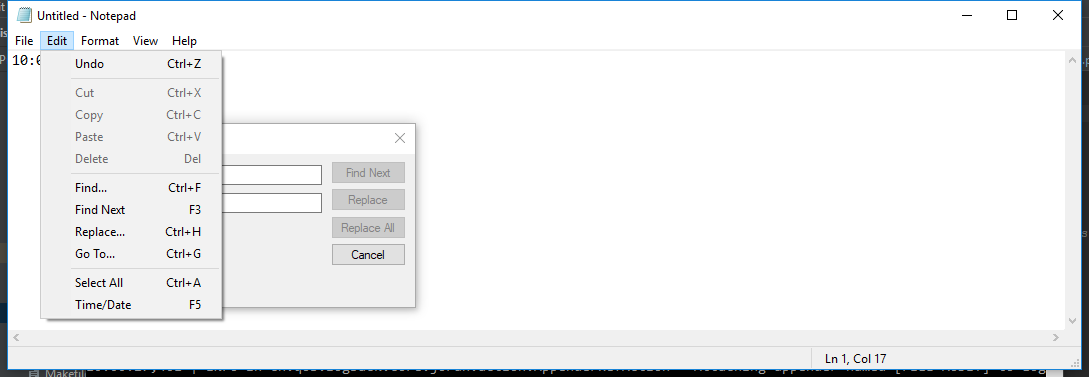 Untitled - Notepad
File Edit Format View Help
10:0
Undo Ctrl+Z
Cut Ctrl+X
Copy Ctrl+C
Paste Ctrl+V
Delete Del
Find... Ctrl+F
Find Next F3
Replace... Ctrl+H
Go To... Ctrl+G
Select All Ctrl+A
Time/Date F5
Find Next
Replace
Replace All
Cancel
Ln 1, Col 17